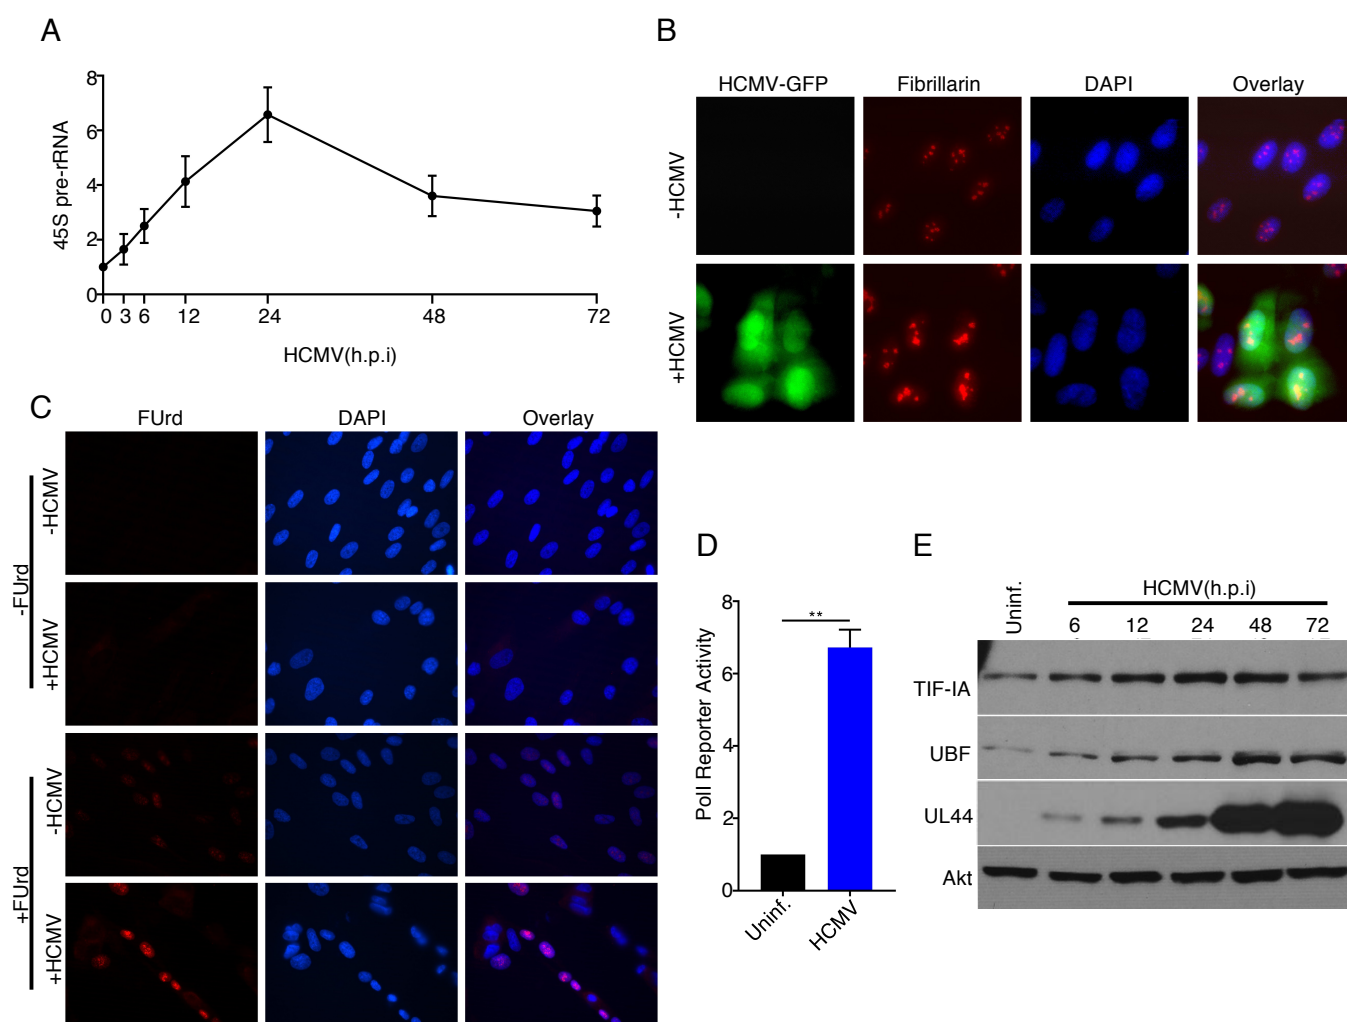 A
8
6
4
2
0
45S pre-rRNA
0 3 6 12 24 48 72
HCMV(h.p.i)
B
HCMV-GFP Fibrillarin DAPI Overlay
-HCMV
+HCMV
C
FUrd DAPI Overlay
-FUrd
-HCMV
+HCMV
+FUrd
-HCMV
+HCMV
D
8
6
4
2
0
PolI Reporter Activity
**
Uninf.
HCMV
E
Uninf.
HCMV(h.p.i)
6 12 24 48 72
TIF-IA
UBF
UL44
Akt